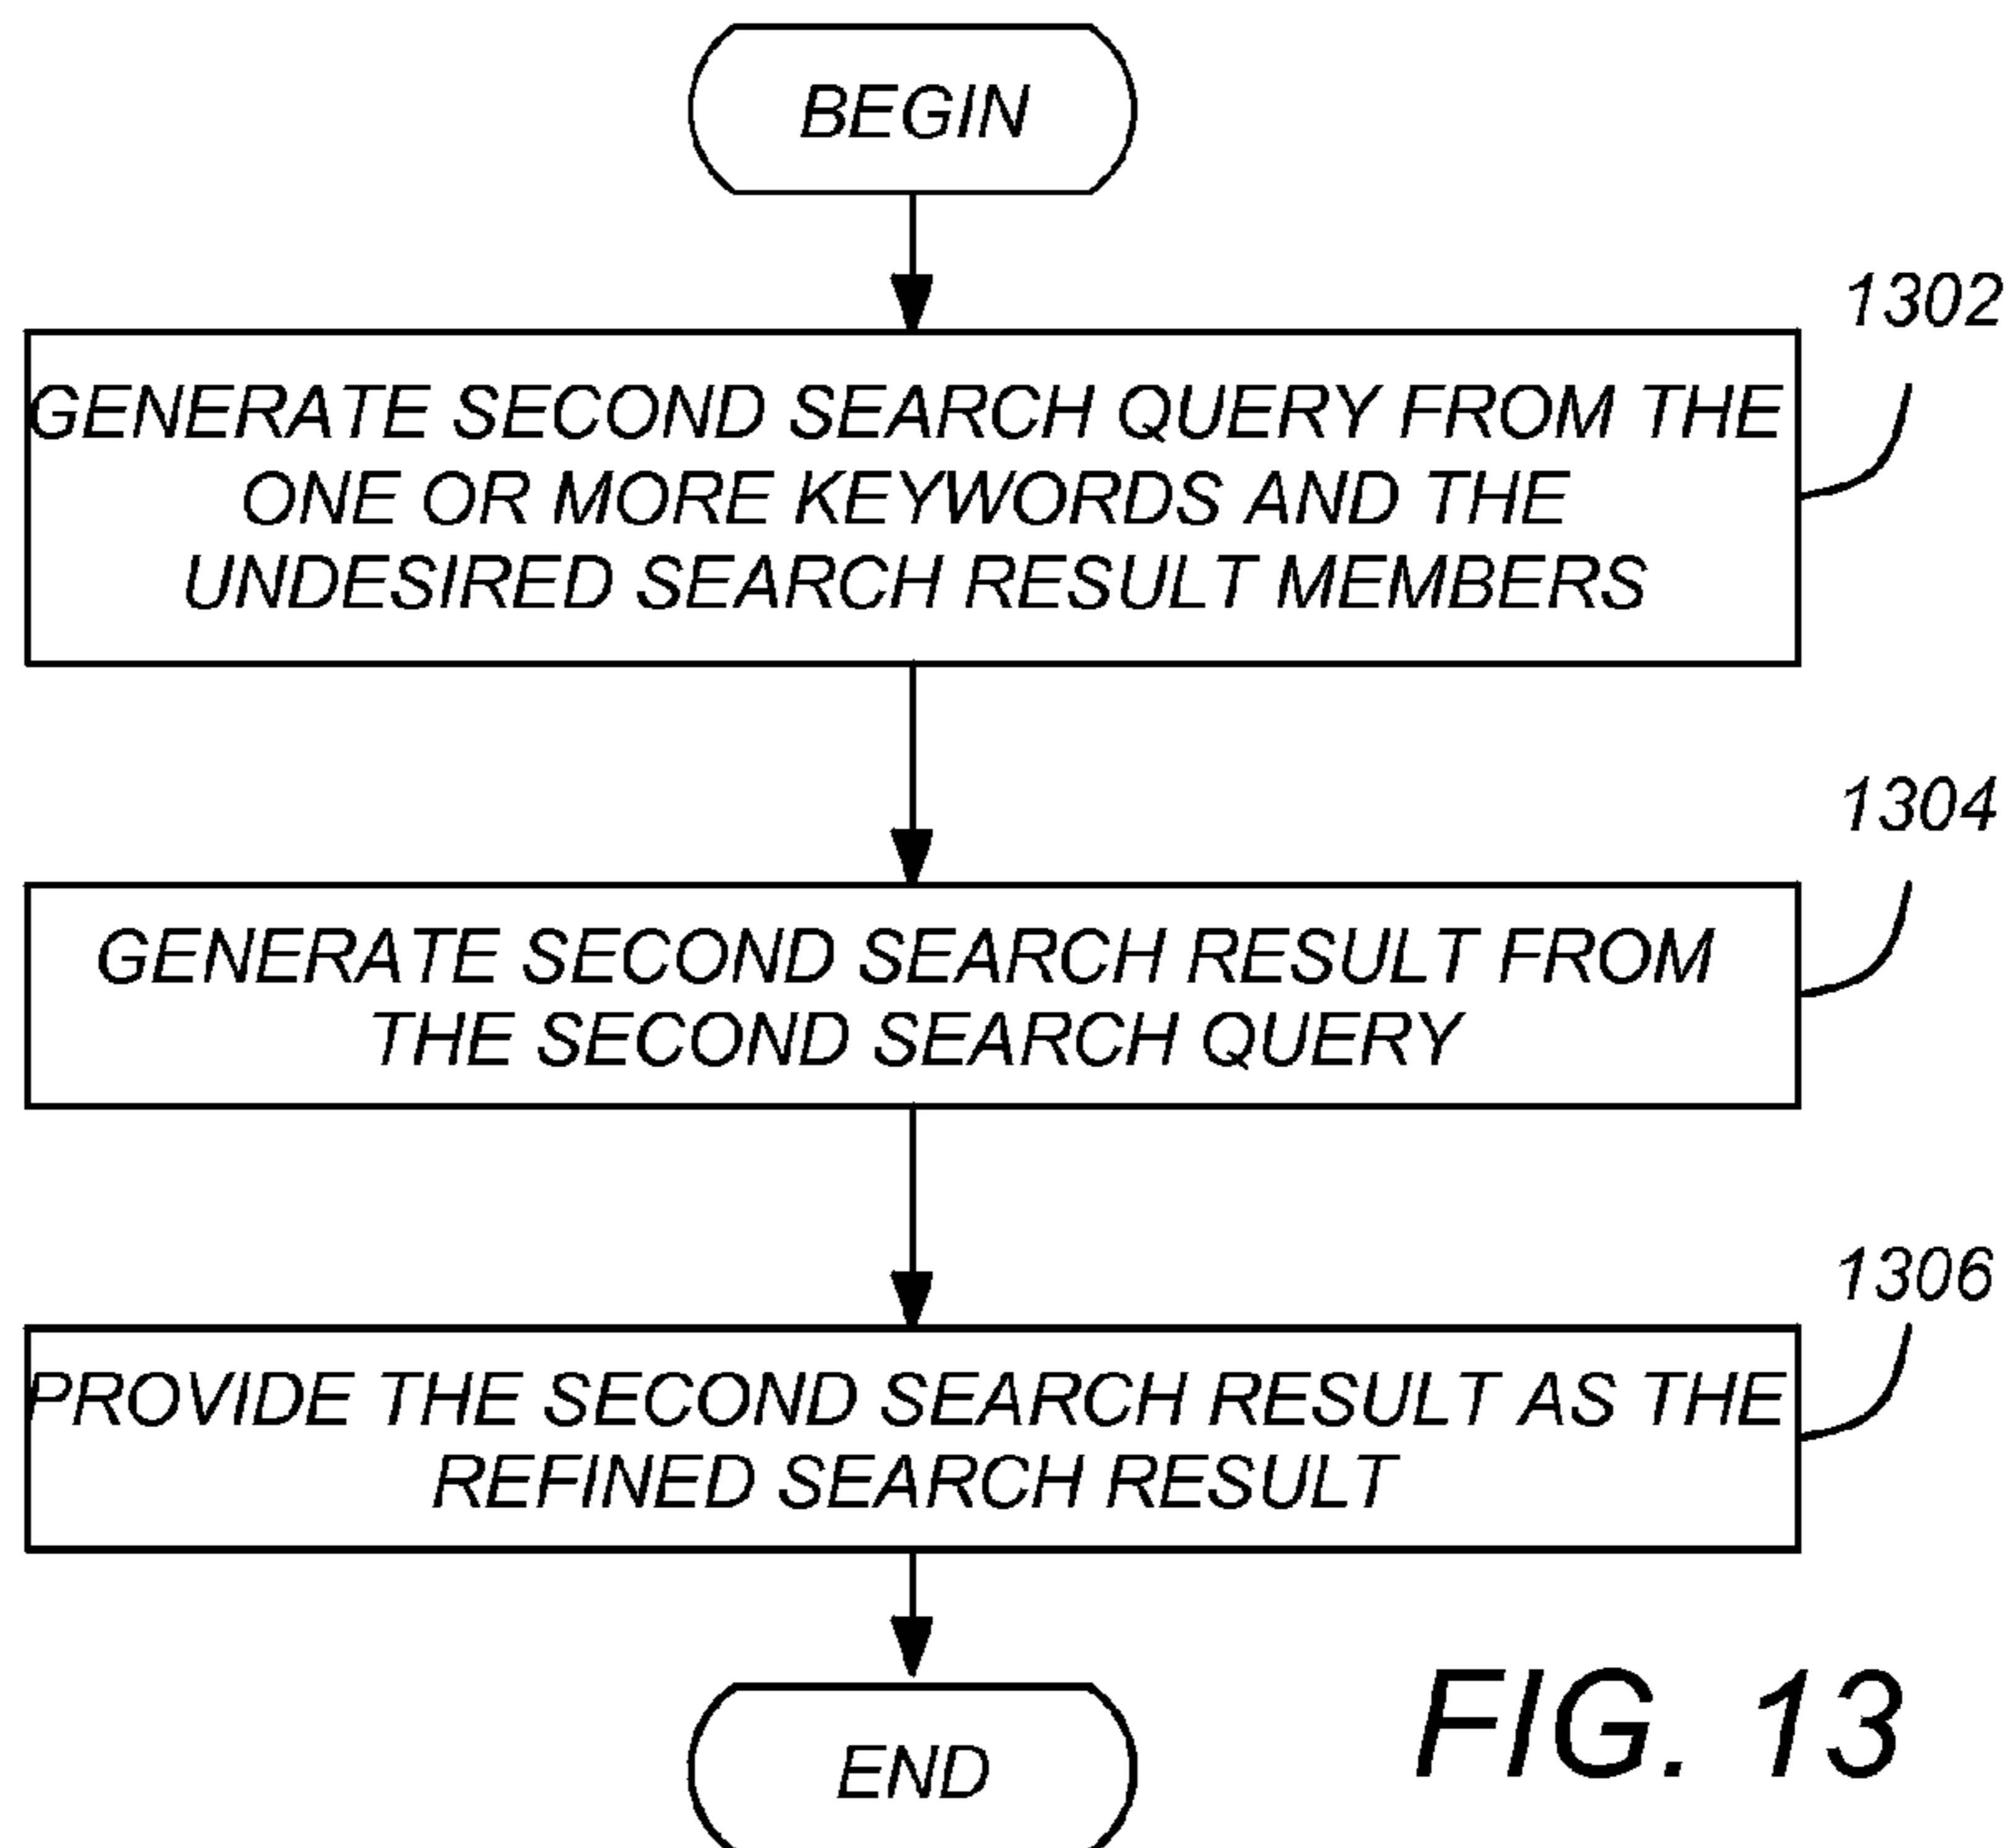 BEGIN
1302
GENERATE SECOND SEARCH QUERY FROM THE
ONE OR MORE KEYWORDS AND THE
UNDESIRED SEARCH RESULT MEMBERS
1304
GENERATE SECOND SEARCH RESULT FROM
THE SECOND SEARCH QUERY
1306
PROVIDE THE SECOND SEARCH RESULT AS THE
REFINED SEARCH RESULT
END
FIG. 13